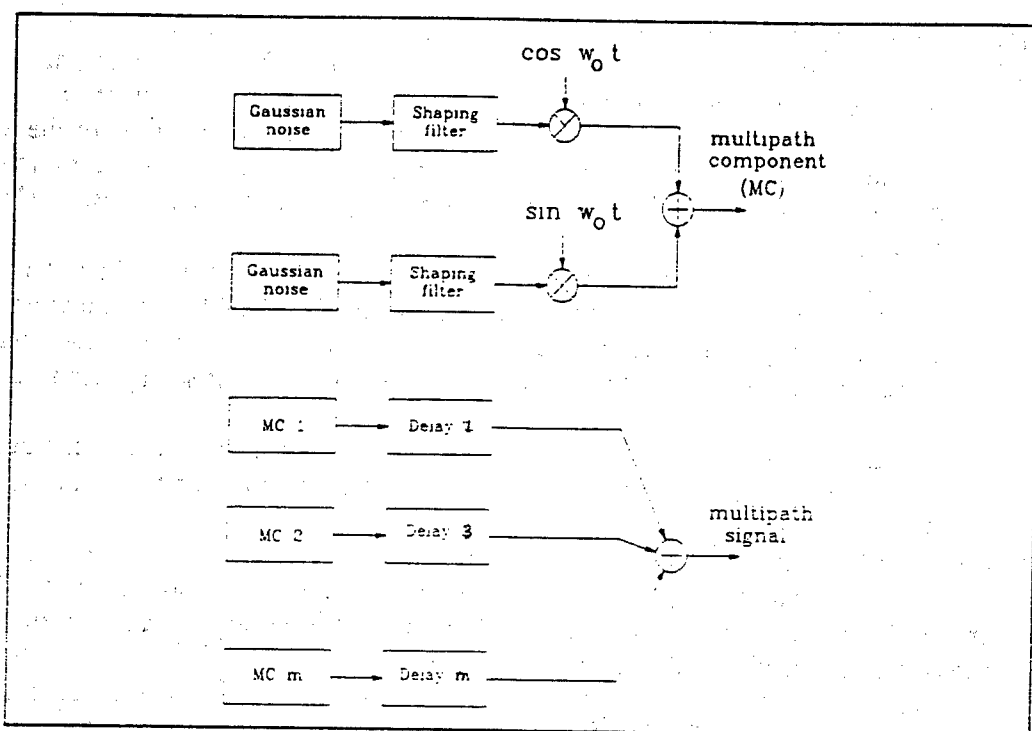 cos w₀ t
Gaussian
noise
Shaping
filter
multipath
component
(MC)
sin w₀ t
Gaussian
noise
Shaping
filter
MC 1
Delay 1
MC 2
Delay 3
multipath
signal
MC m
Delay m